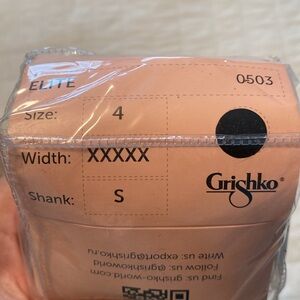 ELITE 0503
Size: 4
Width: XXXXX
Shank: S
Grishko®
Find us: grishko-world.com
Follow us @grishkoworld
Write us: export@grishko.ru